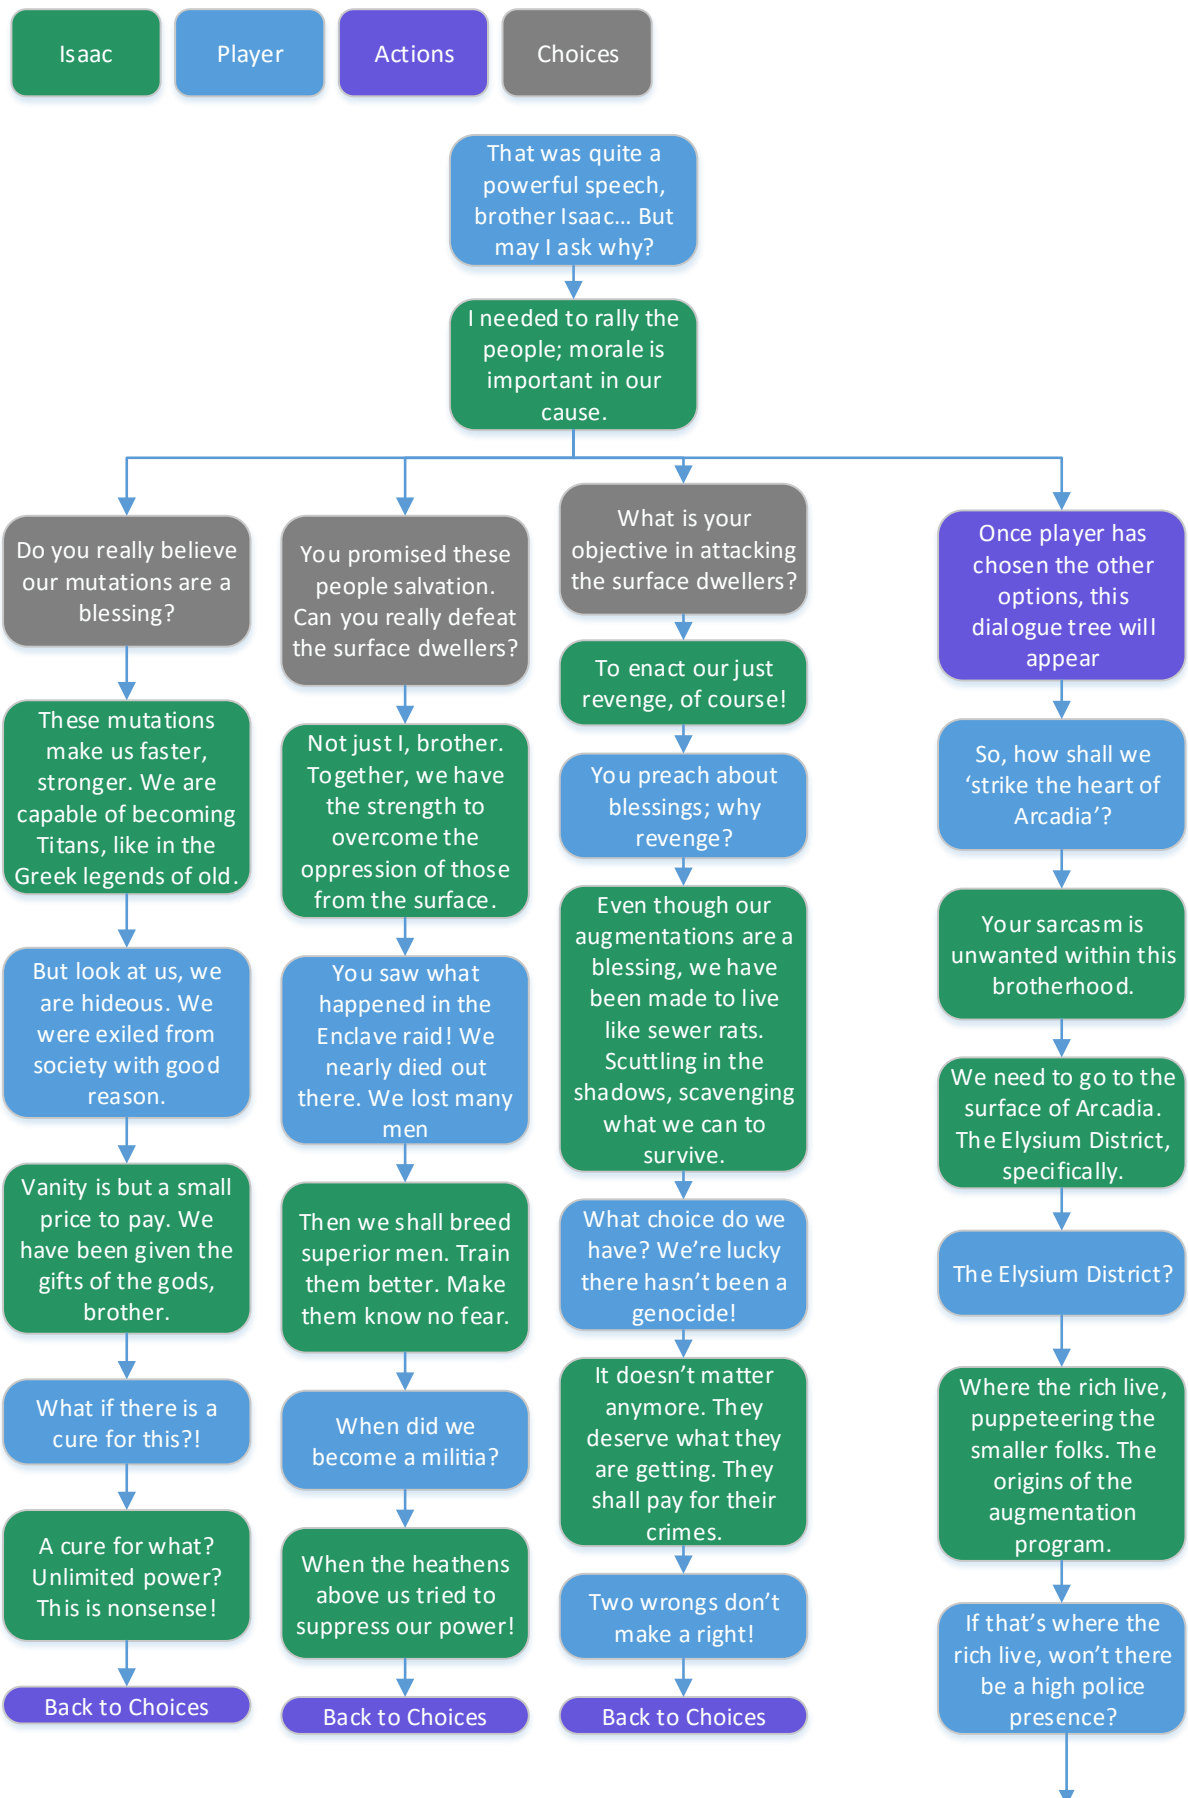 Isaac
Player
Actions
Choices
That was quite a
powerful speech,
brother Isaac... But
may I ask why?
I needed to rally the
people; morale is
important in our
cause.
Do you really believe
our mutations are a
blessing?
These mutations
make us faster,
stronger. We are
capable of becoming
Titans, like in the
Greek legends of old.
But look at us, we
are hideous. We
were exiled from
society with good
reason.
Vanity is but a small
price to pay. We
have been given the
gifts of the gods,
brother.
What if there is a
cure for this?!
A cure for what?
Unlimited power?
This is nonsense!
Back to Choices
You promised these
people salvation.
Can you really defeat
the surface dwellers?
Not just I, brother.
Together, we have
the strength to
overcome the
oppression of those
from the surface.
You saw what
happened in the
Enclave raid! We
nearly died out
there. We lost many
men
Then we shall breed
superior men. Train
them better. Make
them know no fear.
When did we
become a militia?
When the heathens
above us tried to
suppress our power!
Back to Choices
What is your
objective in attacking
the surface dwellers?
To enact our just
revenge, of course!
You preach about
blessings; why
revenge?
Even though our
augmentations are a
blessing, we have
been made to live
like sewer rats.
Scuttling in the
shadows, scavenging
what we can to
survive.
What choice do we
have? We're lucky
there hasn't been a
genocide!
It doesn't matter
anymore. They
deserve what they
are getting. They
shall pay for their
crimes.
Two wrongs don't
make a right!
Back to Choices
Once player has
chosen the other
options, this
dialogue tree will
appear
So, how shall we
‘strike the heart of
Arcadia’?
Your sarcasm is
unwanted within this
brotherhood.
We need to go to the
surface of Arcadia.
The Elysium District,
specifically.
The Elysium District?
Where the rich live,
puppeteering the
smaller folks. The
origins of the
augmentation
program.
If that's where the
rich live, won't there
be a high police
presence?